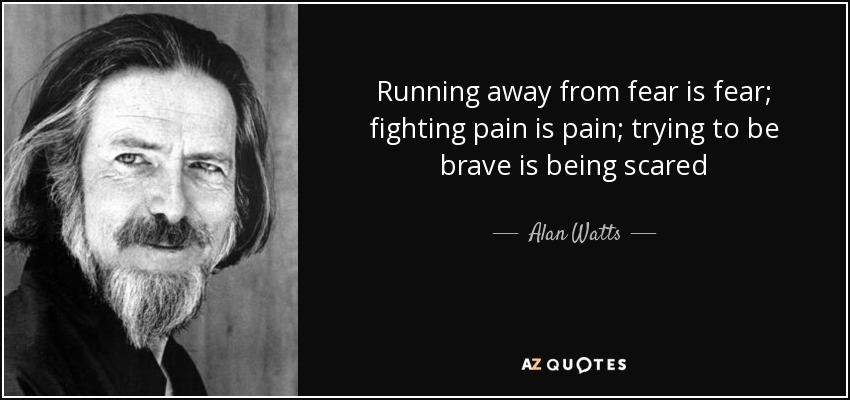 Running away from fear is fear;
fighting pain is pain; trying to be
brave is being scared
Alan Watts
AZ QUOTES